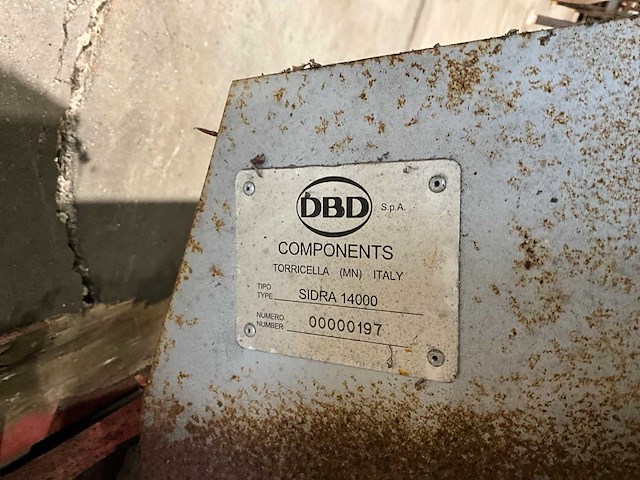 DBD S.p.A.
COMPONENTS
TORRICELLA (MN) ITALY
TIPO
TYPE SIDRA 14000
NUMERO
NUMBER 00000197